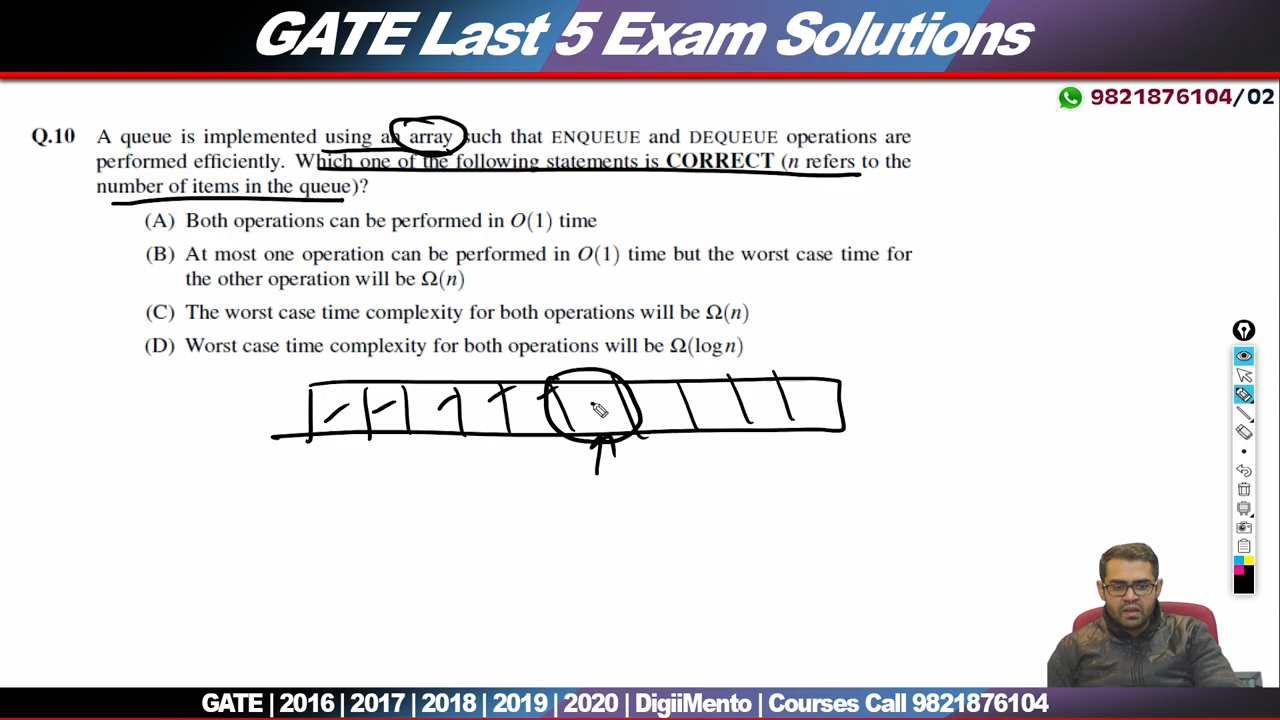 GATE Last 5 Exam Solutions
9821876104/02
Q.10 A queue is implemented using an array such that ENQUEUE and DEQUEUE operations are
performed efficiently. Which one of the following statements is CORRECT (n refers to the
number of items in the queue)?
(A) Both operations can be performed in O(1) time
(B) At most one operation can be performed in O(1) time but the worst case time for
the other operation will be Ω(n)
(C) The worst case time complexity for both operations will be Ω(n)
(D) Worst case time complexity for both operations will be Ω(log n)
GATE | 2016 | 2017 | 2018 | 2019 | 2020 | DigiiMento | Courses Call 9821876104